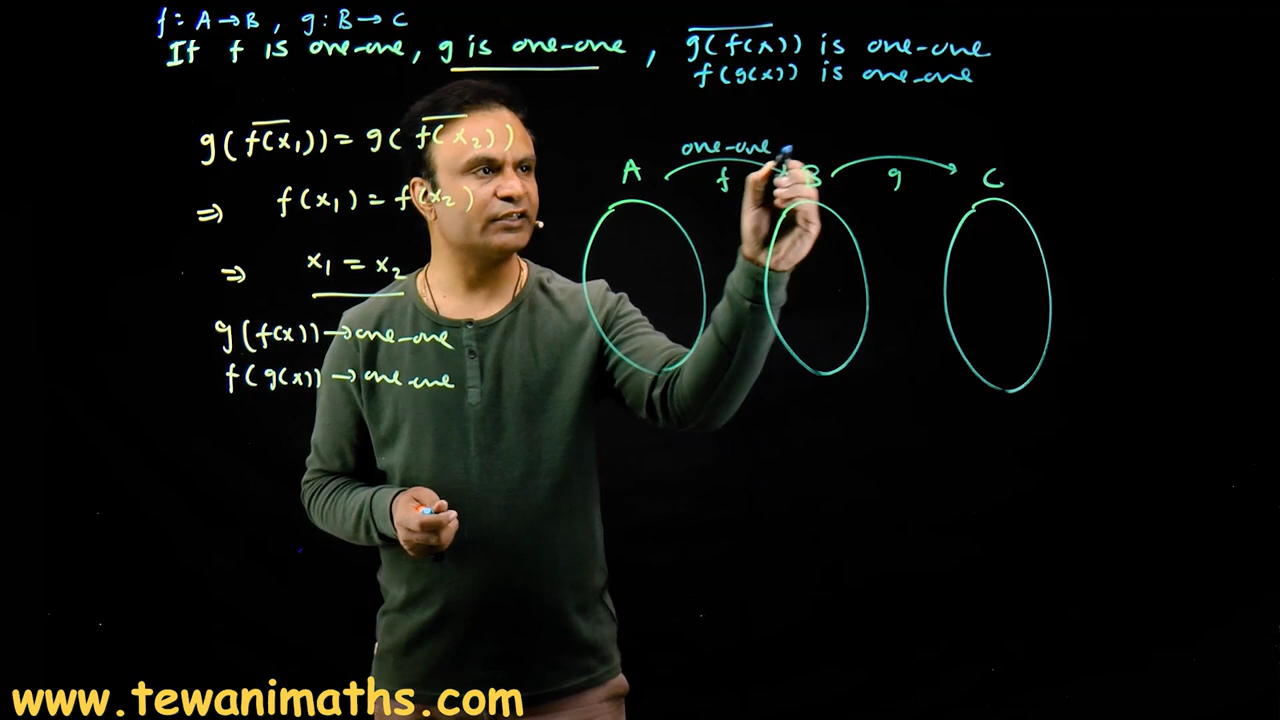 f : A → B , g : B → C
If f is one-one, g is one-one , g(f(x)) is one-one
f(g(x)) is one-one
g(f(x₁)) = g(f(x₂))
⇒ f(x₁) = f(x₂)
⇒ x₁ = x₂
g(f(x)) → one-one
f(g(x)) → one-one
one-one
A f B g C
www.tewanimaths.com